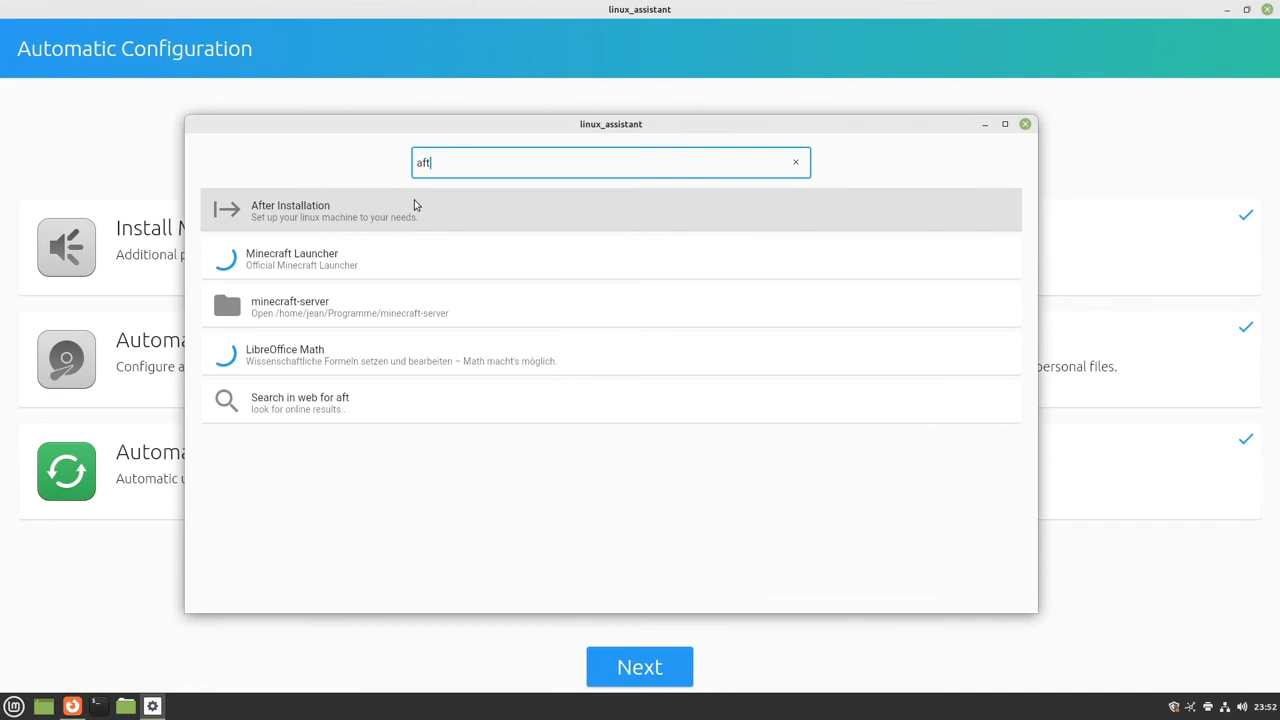 linux_assistant
Automatic Configuration
linux_assistant
aft
After Installation
Set up your linux machine to your needs.
Minecraft Launcher
Official Minecraft Launcher
minecraft-server
Open /home/jean/Programme/minecraft-server
LibreOffice Math
Wissenschaftliche Formeln setzen und bearbeiten – Math macht's möglich.
Search in web for aft
look for online results..
Install
Additional
Automa
Configure a
personal files.
Automa
Automatic
Next
23:52